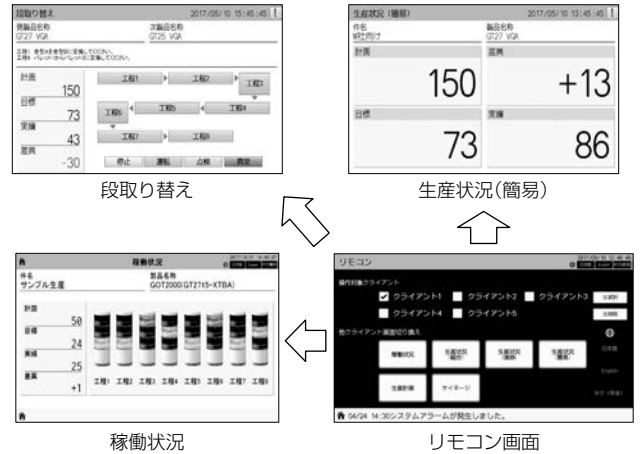 段取り替え
2017/05/10 15:45:45
現製品名称
次製品名称
GT27 VGA
GT25 VGA
計画
150
目標
73
実績
43
差異
-30
工程1
工程2
工程3
工程6
工程5
工程4
工程7
工程8
停止
運転
点検
異常
段取り替え
生産状況(簡易)
2017/05/10 13:45:45
件名
製品名称
GT27 VGA
計画
150
差異
+13
目標
73
実績
86
生産状況(簡易)
稼働状況
件名
サンプル生産
製品名称
GOT2000(GT2715-XTBA)
計画
50
目標
24
実績
25
差異
+1
工程1 工程2 工程3 工程4 工程5 工程6 工程7 工程8
稼働状況
リモコン
操作対象クライアント
クライアント1 クライアント2 クライアント3
クライアント4 クライアント5
他クライアント画面切り換え
稼働状況
生産状況
(簡易)
生産計画
サイネージ
日本語
English
04/24 14:30システムアラームが発生しました。
リモコン画面